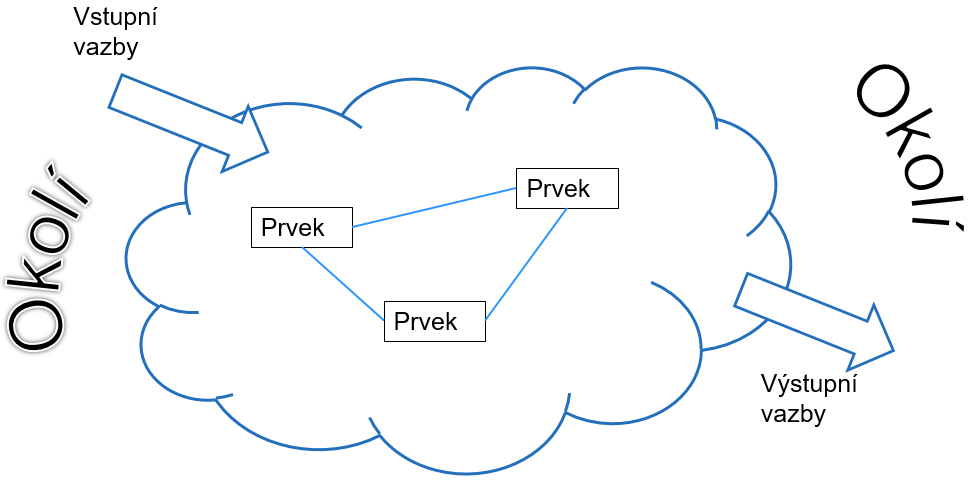 Vstupní
vazby
Okolí
Okolí
Prvek
Prvek
Prvek
Výstupní
vazby